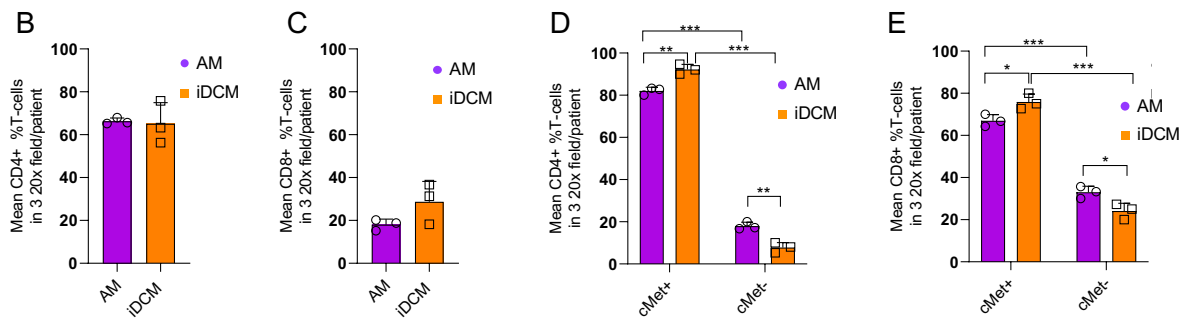 B
Mean CD4+ %T-cells
in 3 20x field/patient
100
80
60
40
20
0
AM
iDCM
AM
iDCM
C
Mean CD8+ %T-cells
in 3 20x field/patient
100
80
60
40
20
0
AM
iDCM
AM
iDCM
D
Mean CD4+ %T-cells
in 3 20x field/patient
100
80
60
40
20
0
***
**
***
**
AM
iDCM
cMet+
cMet-
E
Mean CD8+ %T-cells
in 3 20x field/patient
100
80
60
40
20
0
***
*
***
*
AM
iDCM
cMet+
cMet-